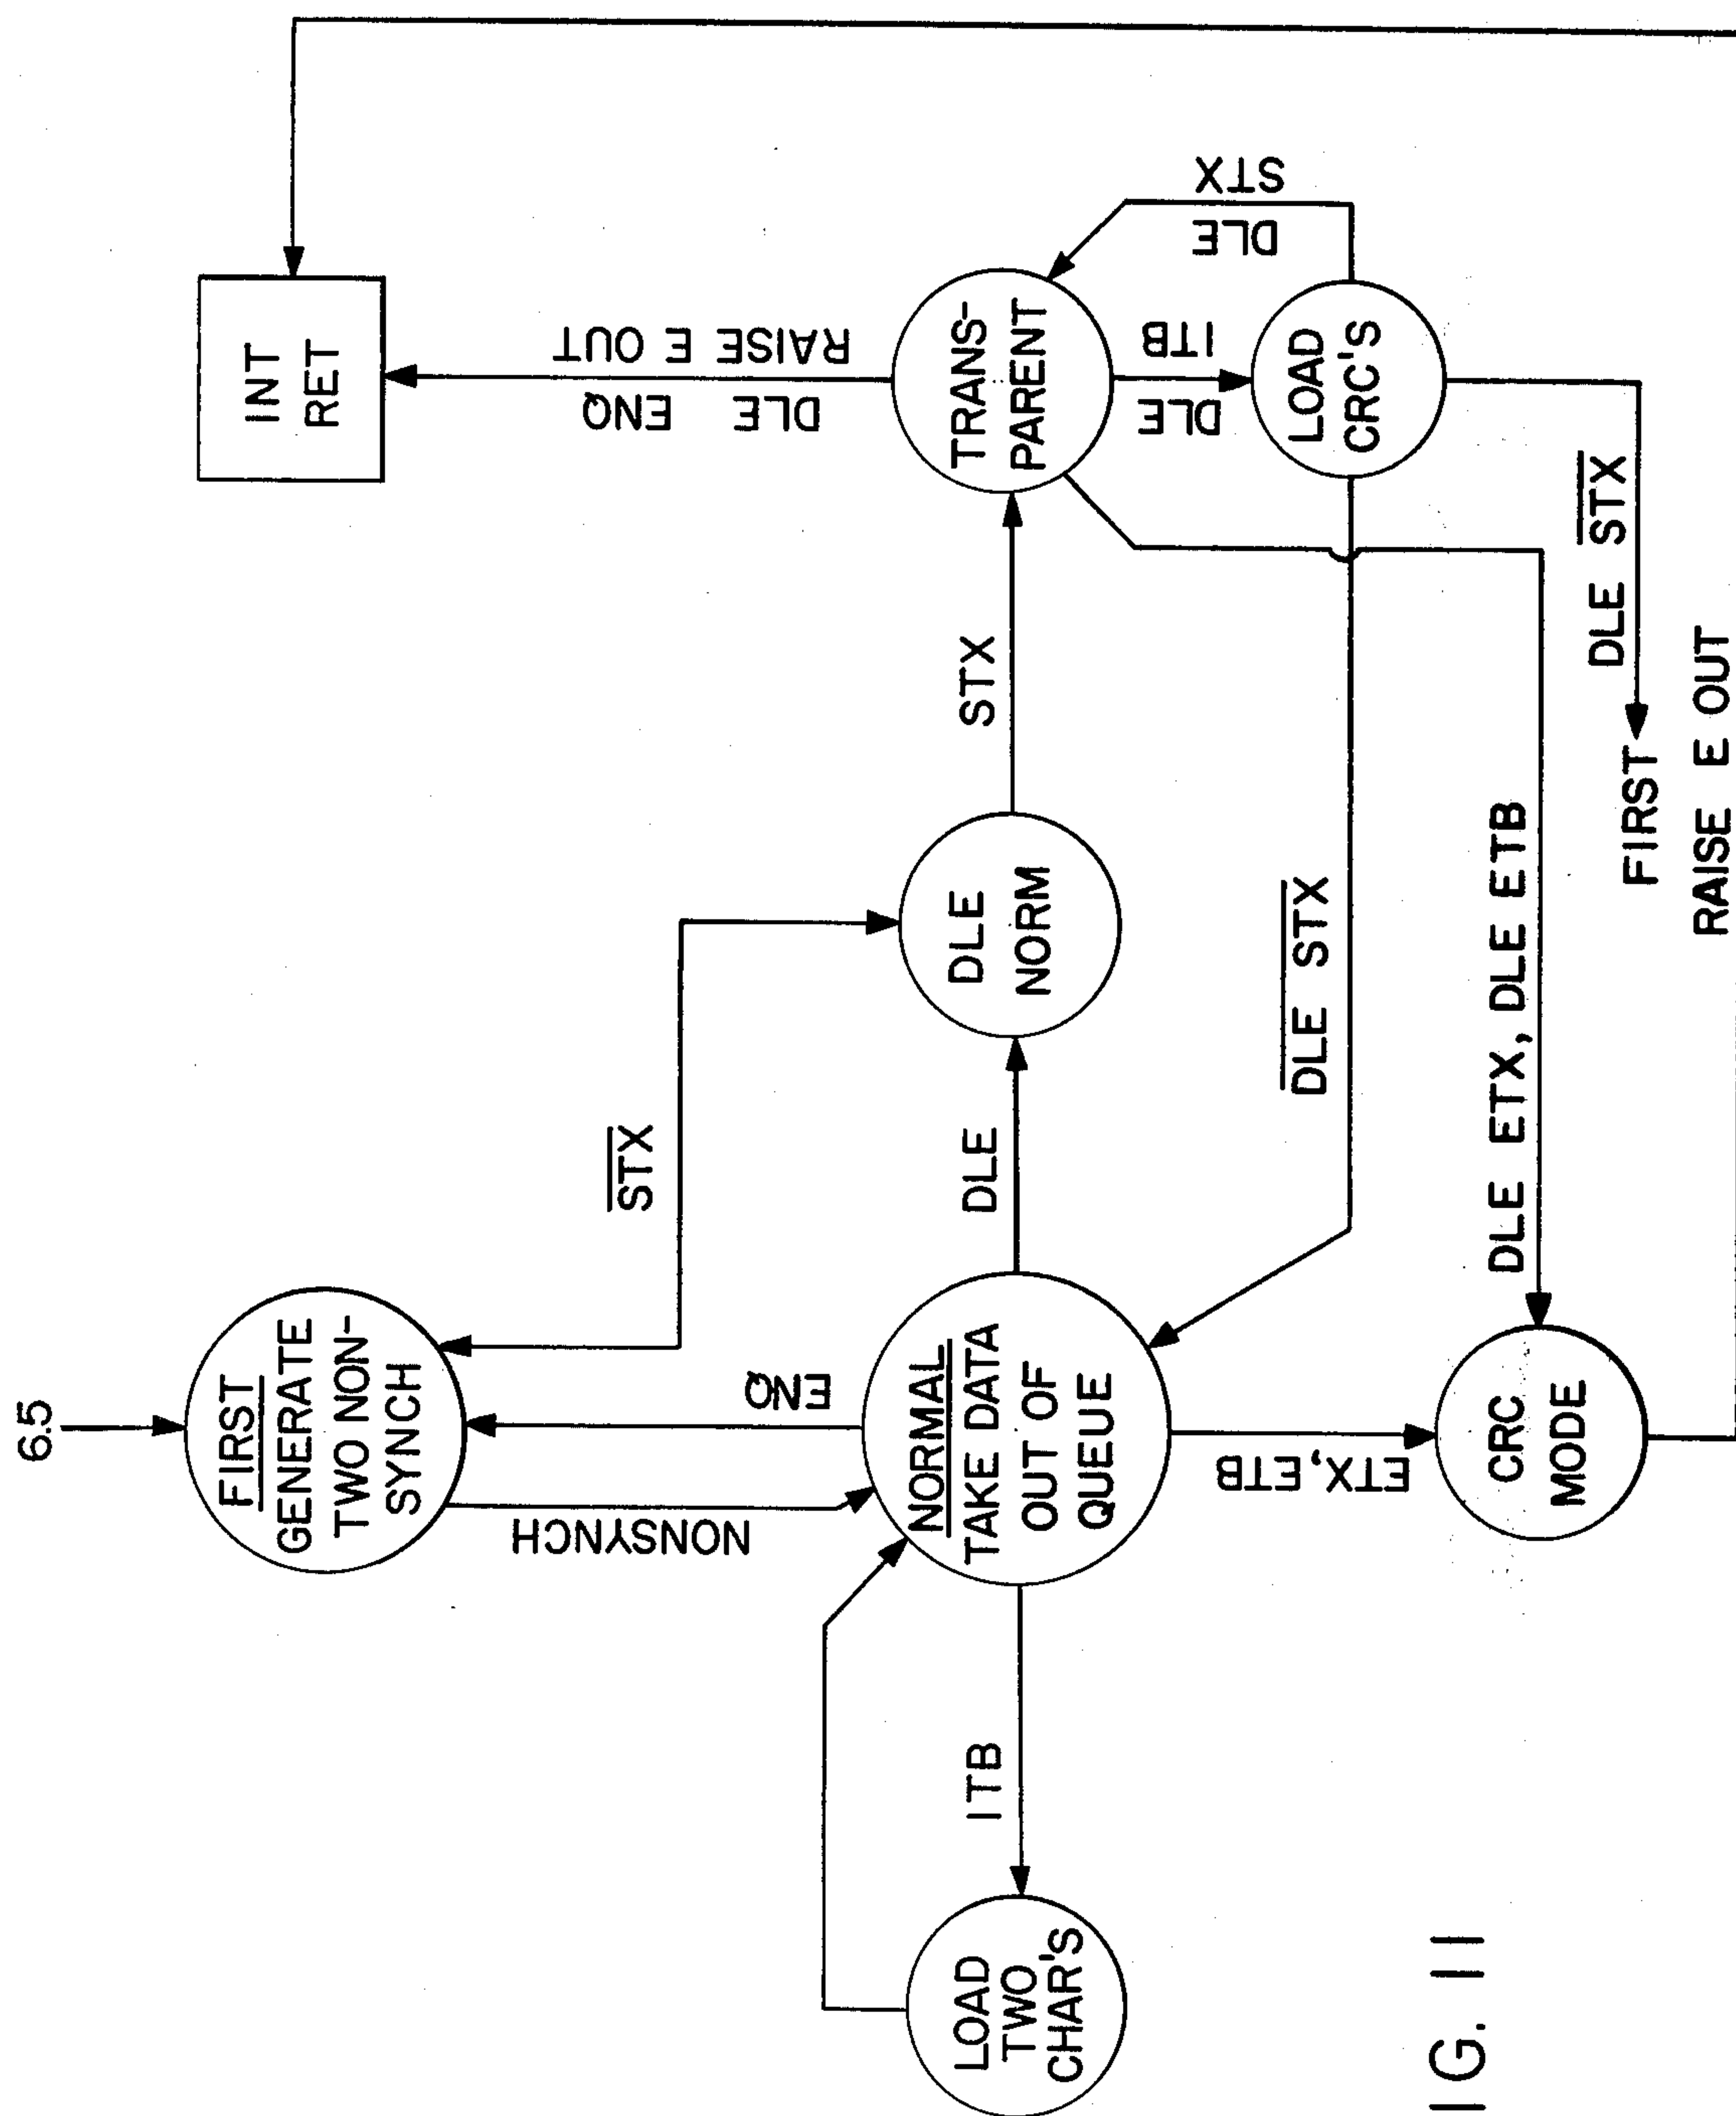 6.5
FIRST
GENERATE
TWO NON-
SYNCH
STX
INT
RET
NONSYNCH
ENQ
RAISE E OUT
DLE ENQ
LOAD
TWO
CHAR'S
ITB
NORMAL
TAKE DATA
OUT OF
QUEUE
DLE
DLE
NORM
STX
TRANS-
PARENT
ETX, ETB
DLE STX
ITB
DLE
STX
DLE
LOAD
CRC'S
CRC
MODE
DLE ETX, DLE ETB
DLE STX
FIRST
RAISE E OUT
IG. 11